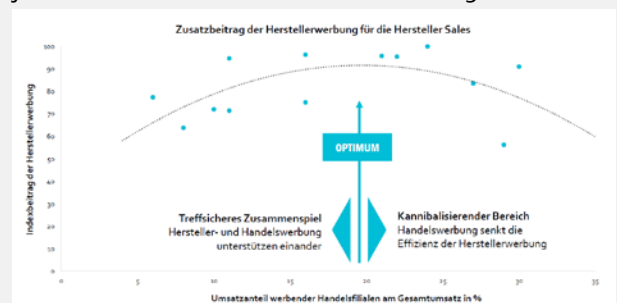 Zusatzbeitrag der Herstellerwerbung für die Hersteller Sales
Indexbeitrag der Herstellerwerbung
100
90
80
70
60
50
40
30
20
10
0
OPTIMUM
Treffsicheres Zusammenspiel
Hersteller- und Handelswerbung
unterstützen einander
Kannibalisierender Bereich
Handelswerbung senkt die
Effizienz der Herstellerwerbung
0 5 10 15 20 25 30 35
Umsatzanteil werbender Handelsfilialen am Gesamtumsatz in %